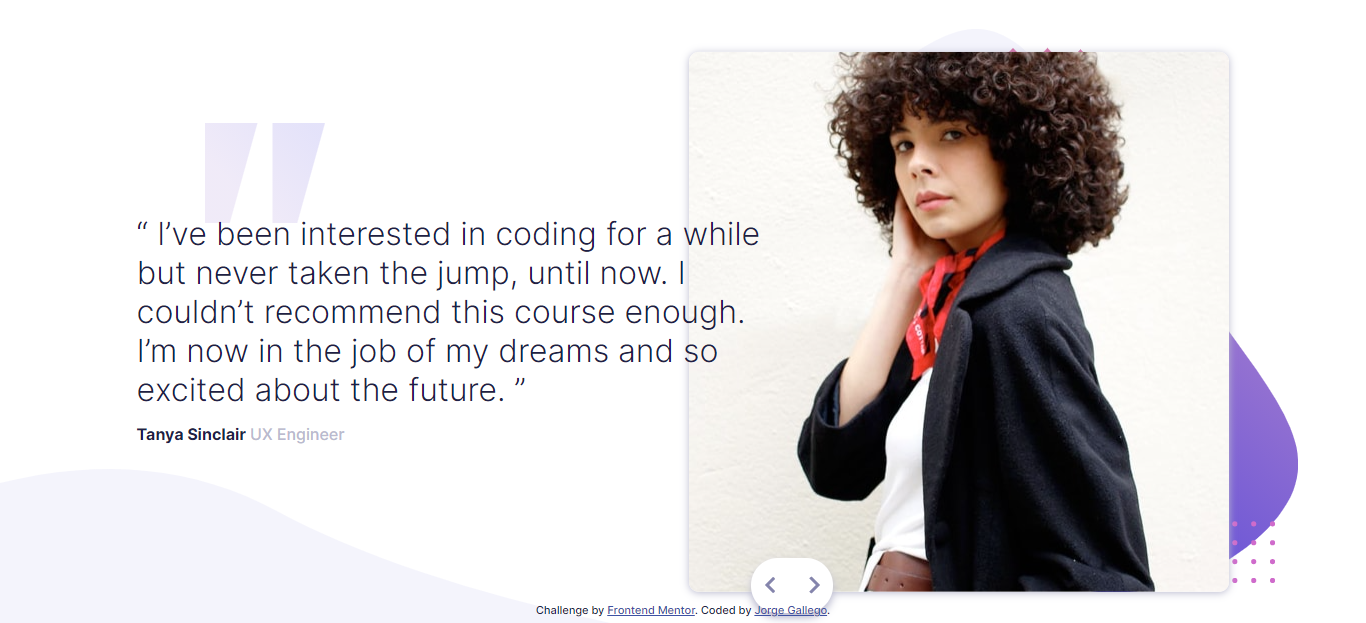 “ I’ve been interested in coding for a while
but never taken the jump, until now. I
couldn’t recommend this course enough.
I’m now in the job of my dreams and so
excited about the future. ”
Tanya Sinclair UX Engineer
Challenge by Frontend Mentor. Coded by Jorge Gallego.